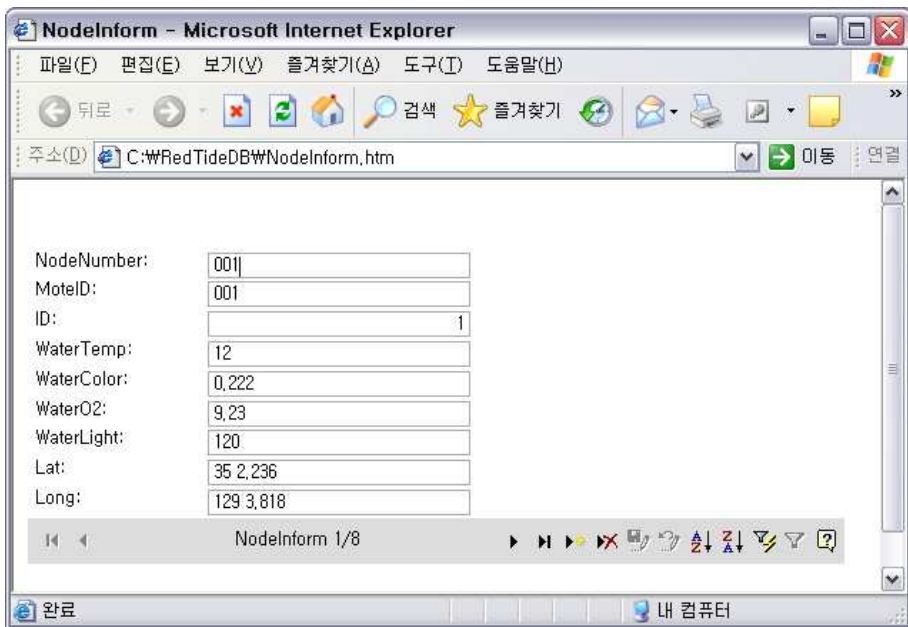 NodeInform - Microsoft Internet Explorer
파일(F) 편집(E) 보기(V) 즐겨찾기(A) 도구(T) 도움말(H)
뒤로 검색 즐겨찾기 »
주소(D) C:₩RedTideDB₩NodeInform.htm 이동 연결
NodeNumber: 001
MoteID: 001
ID: 1
WaterTemp: 12
WaterColor: 0.222
WaterO2: 9.23
WaterLight: 120
Lat: 35 2.236
Long: 129 3.818
NodeInform 1/8
완료 내 컴퓨터